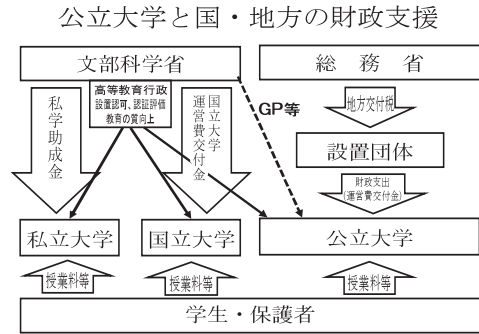 公立大学と国・地方の財政支援
文部科学省
総務省
高等教育行政
設置認可、認証評価
教育の質向上
私学助成金
国立大学
運営費交付金
GP等
地方交付税
設置団体
財政支出
(運営費交付金)
私立大学
国立大学
公立大学
授業料等
授業料等
授業料等
学生・保護者